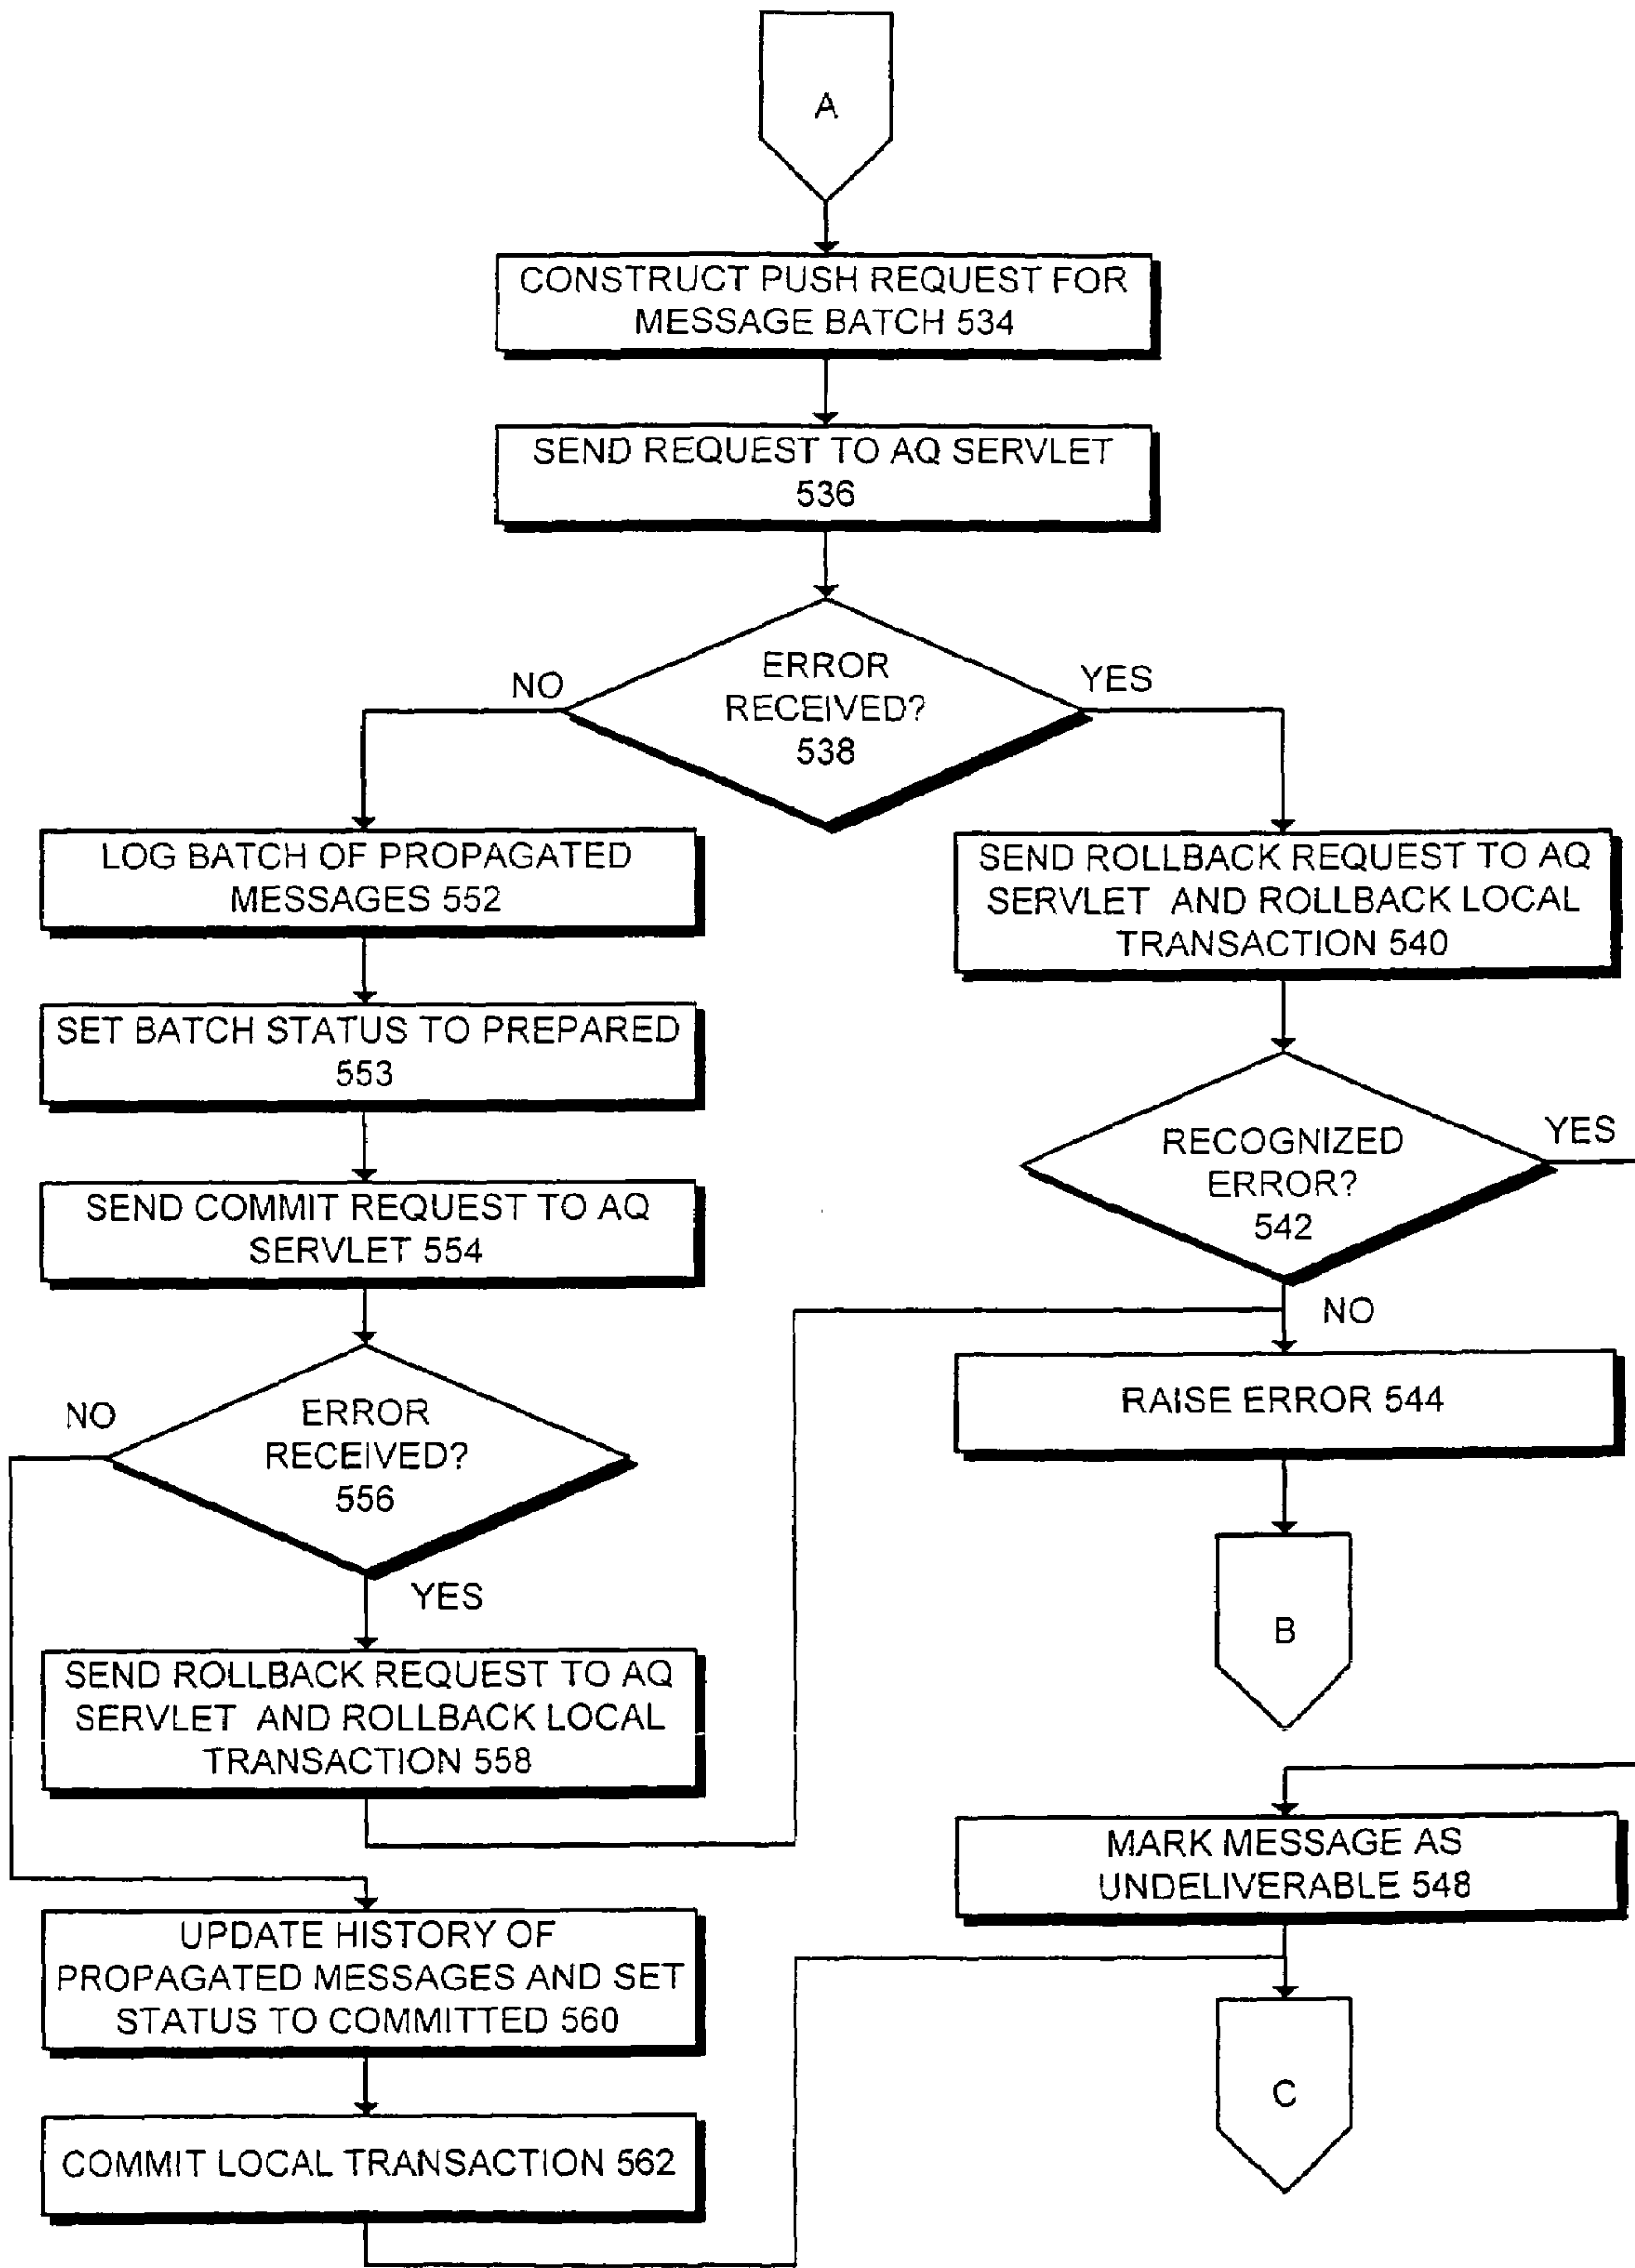 A
CONSTRUCT PUSH REQUEST FOR
MESSAGE BATCH 534
SEND REQUEST TO AQ SERVLET
536
ERROR
RECEIVED?
538
NO
YES
LOG BATCH OF PROPAGATED
MESSAGES 552
SET BATCH STATUS TO PREPARED
553
SEND COMMIT REQUEST TO AQ
SERVLET 554
ERROR
RECEIVED?
556
NO
YES
SEND ROLLBACK REQUEST TO AQ
SERVLET AND ROLLBACK LOCAL
TRANSACTION 558
UPDATE HISTORY OF
PROPAGATED MESSAGES AND SET
STATUS TO COMMITTED 560
COMMIT LOCAL TRANSACTION 562
SEND ROLLBACK REQUEST TO AQ
SERVLET AND ROLLBACK LOCAL
TRANSACTION 540
RECOGNIZED
ERROR?
542
YES
NO
RAISE ERROR 544
B
MARK MESSAGE AS
UNDELIVERABLE 548
C